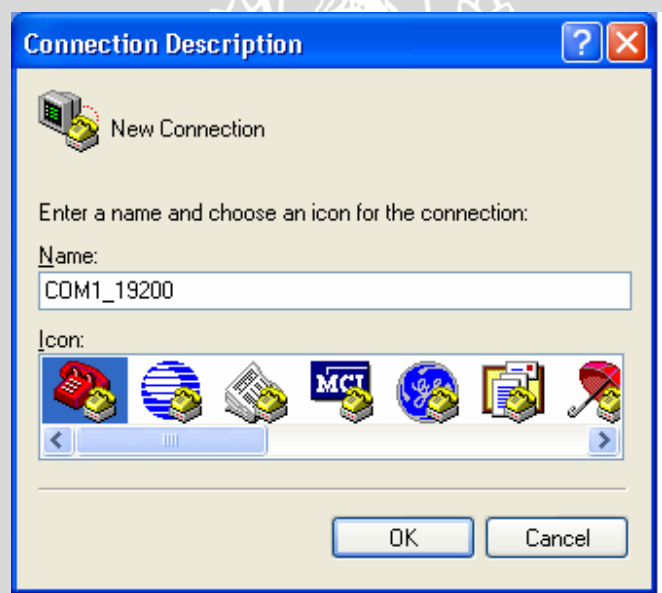 Connection Description
New Connection
Enter a name and choose an icon for the connection:
Name:
COM1_19200
Icon:
MCI
OK Cancel